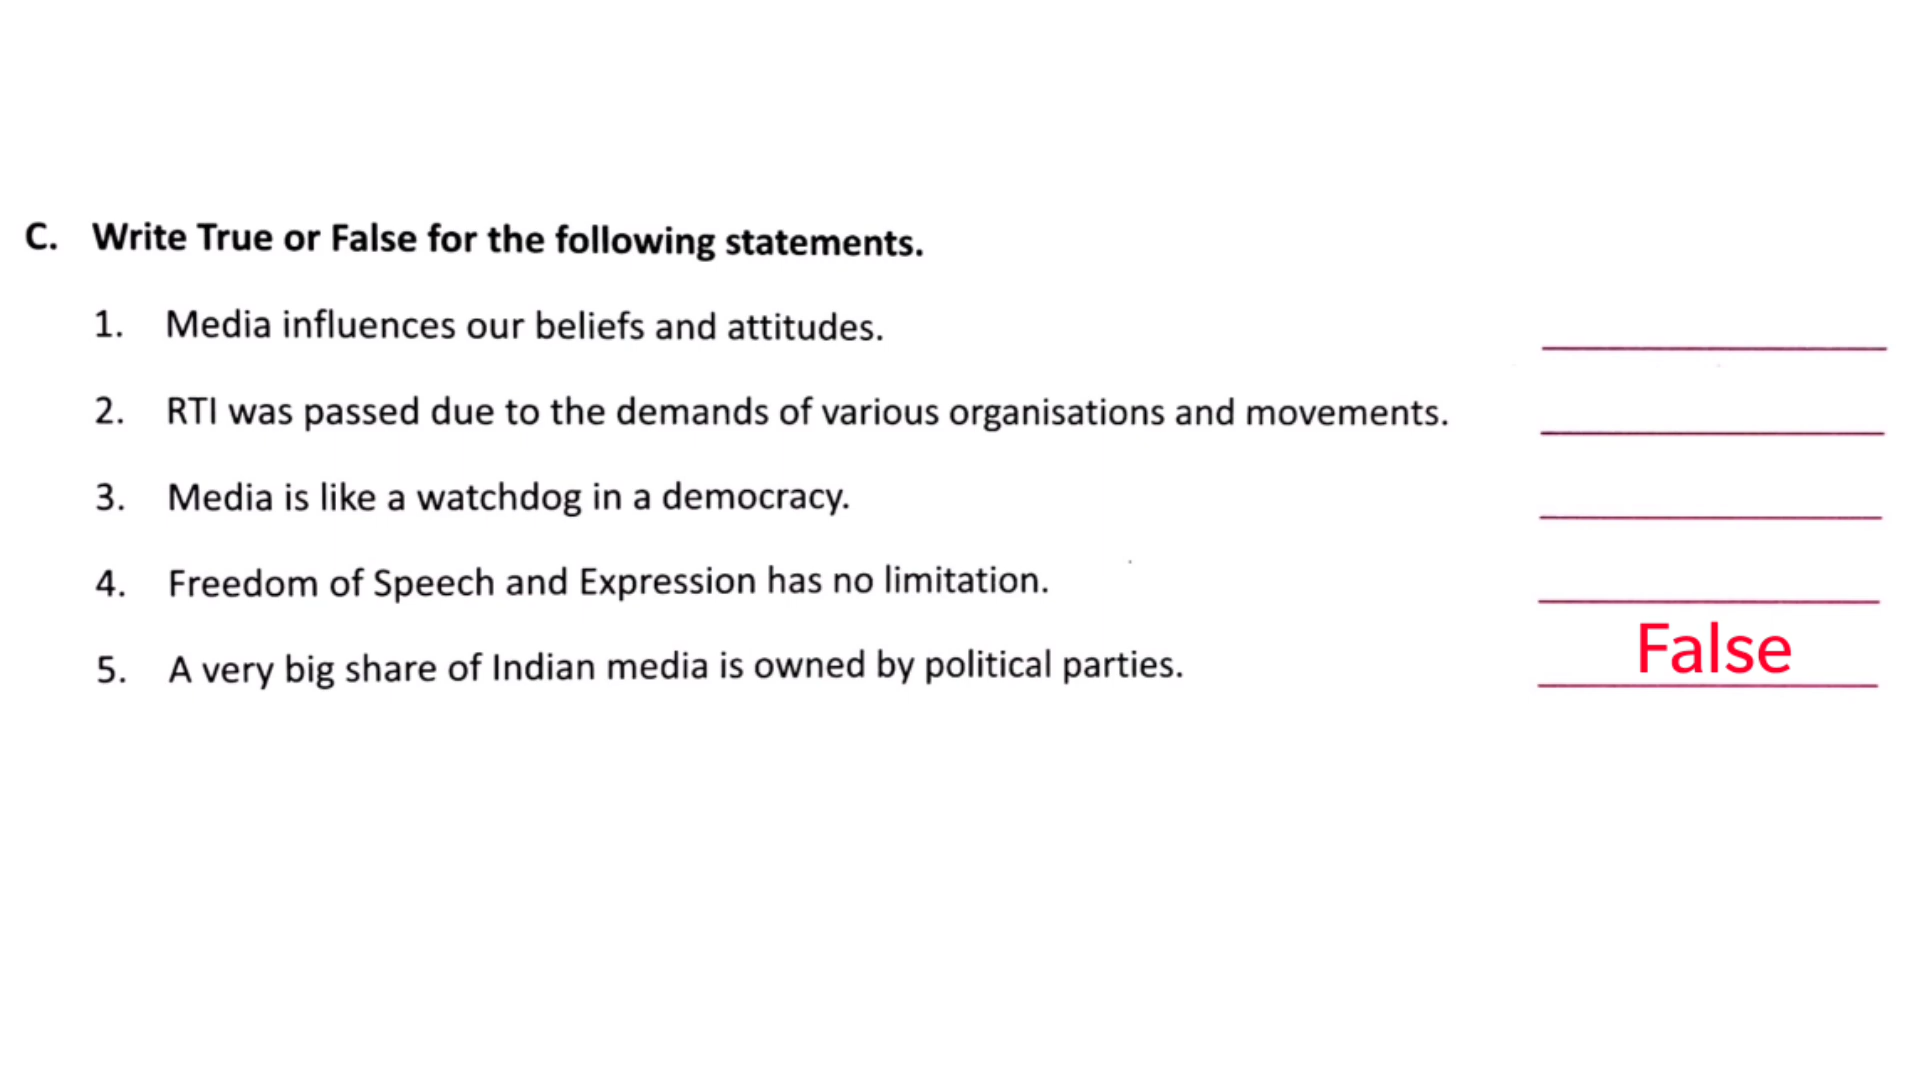 C. Write True or False for the following statements.
1. Media influences our beliefs and attitudes.
2. RTI was passed due to the demands of various organisations and movements.
3. Media is like a watchdog in a democracy.
4. Freedom of Speech and Expression has no limitation.
5. A very big share of Indian media is owned by political parties. False